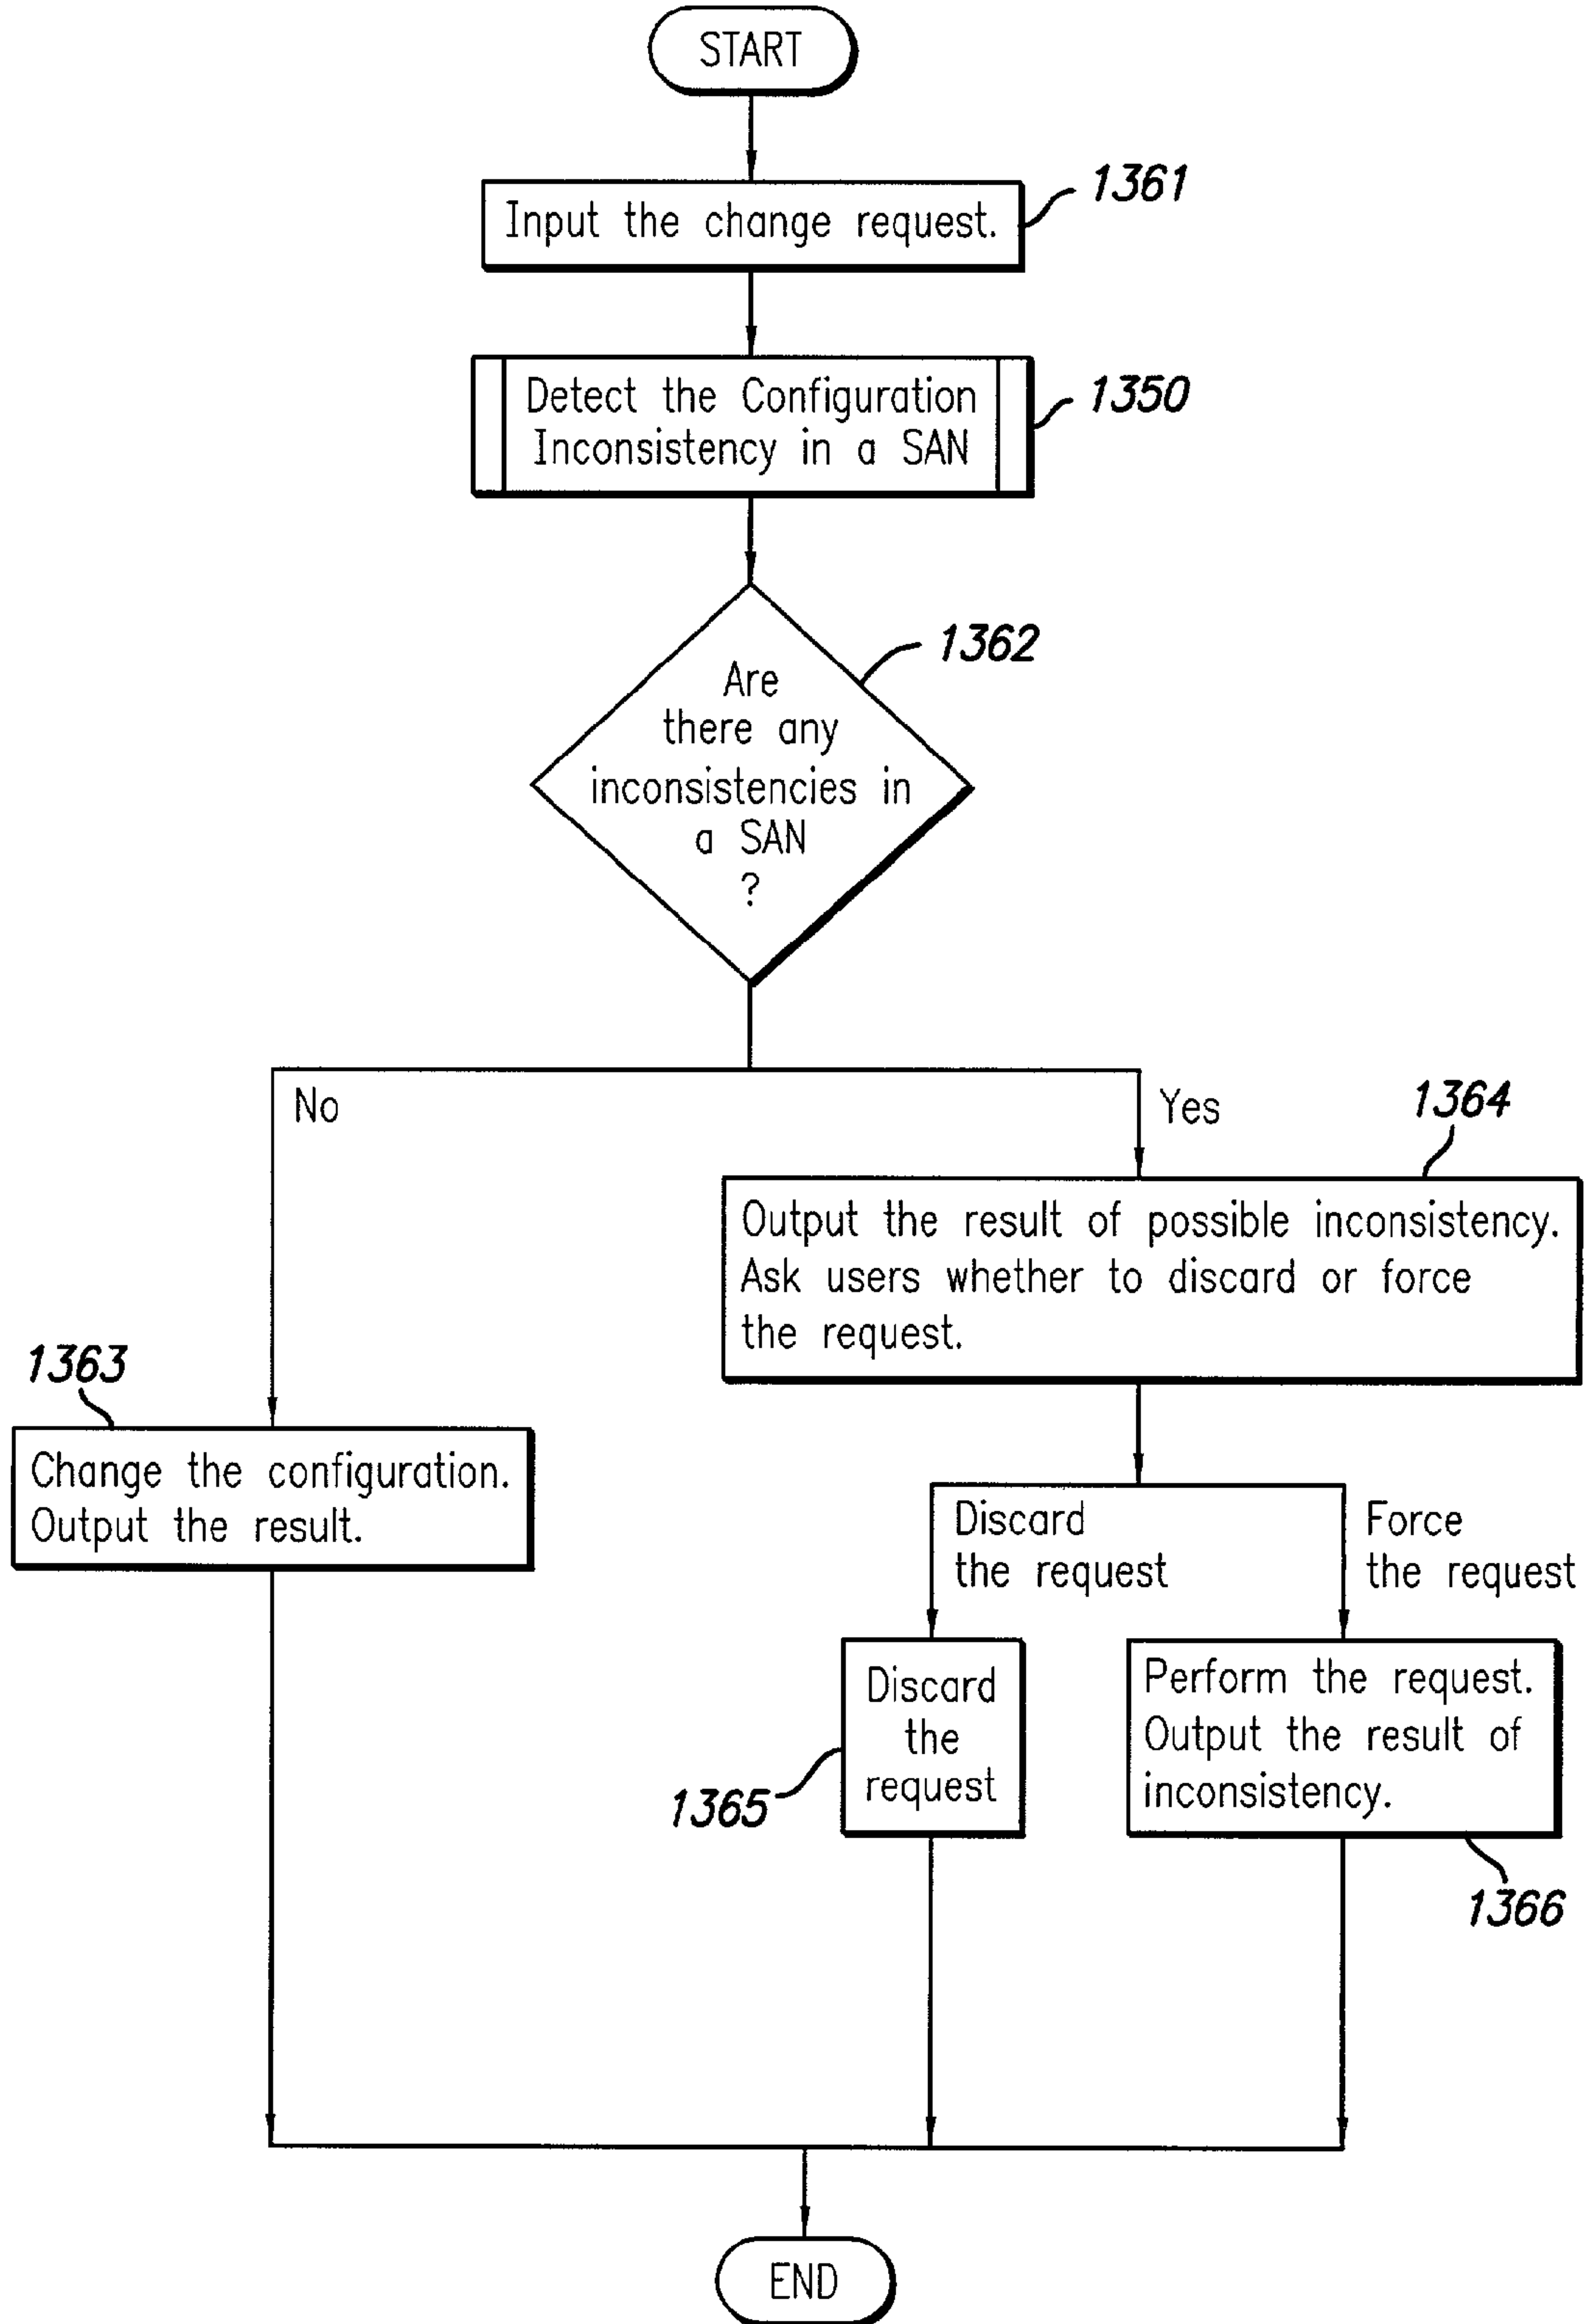 START
1361
Input the change request.
1350
Detect the Configuration
Inconsistency in a SAN
1362
Are
there any
inconsistencies in
a SAN
?
No
Yes
1364
Output the result of possible inconsistency.
Ask users whether to discard or force
the request.
1363
Change the configuration.
Output the result.
Discard
the request
Force
the request
Discard
the
request
1365
Perform the request.
Output the result of
inconsistency.
1366
END